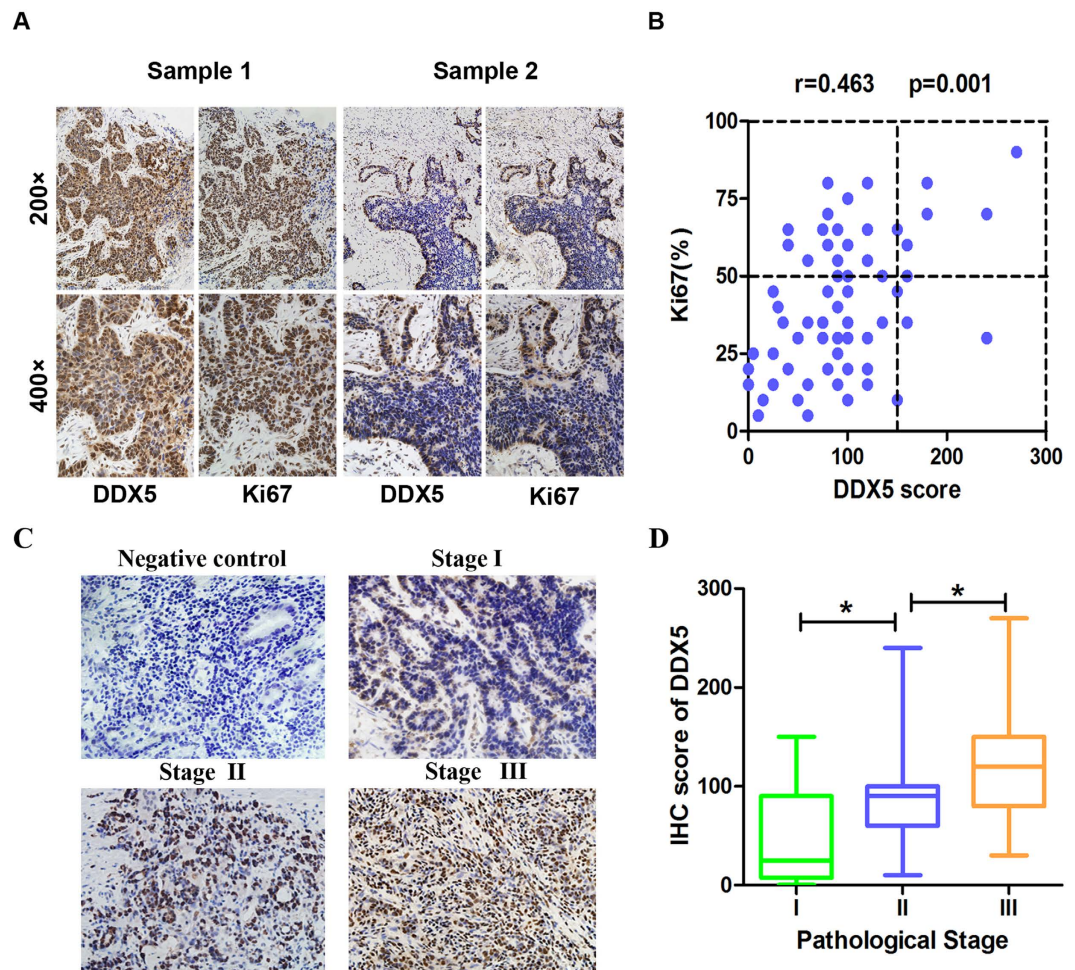 A
Sample 1
Sample 2
200×
400×
DDX5
Ki67
DDX5
Ki67
B
r=0.463 p=0.001
Ki67(%)
100
75
50
25
0
0
100
200
300
DDX5 score
C
Negative control
Stage I
Stage II
Stage III
D
IHC score of DDX5
300
200
100
0
*
*
I
II
III
Pathological Stage